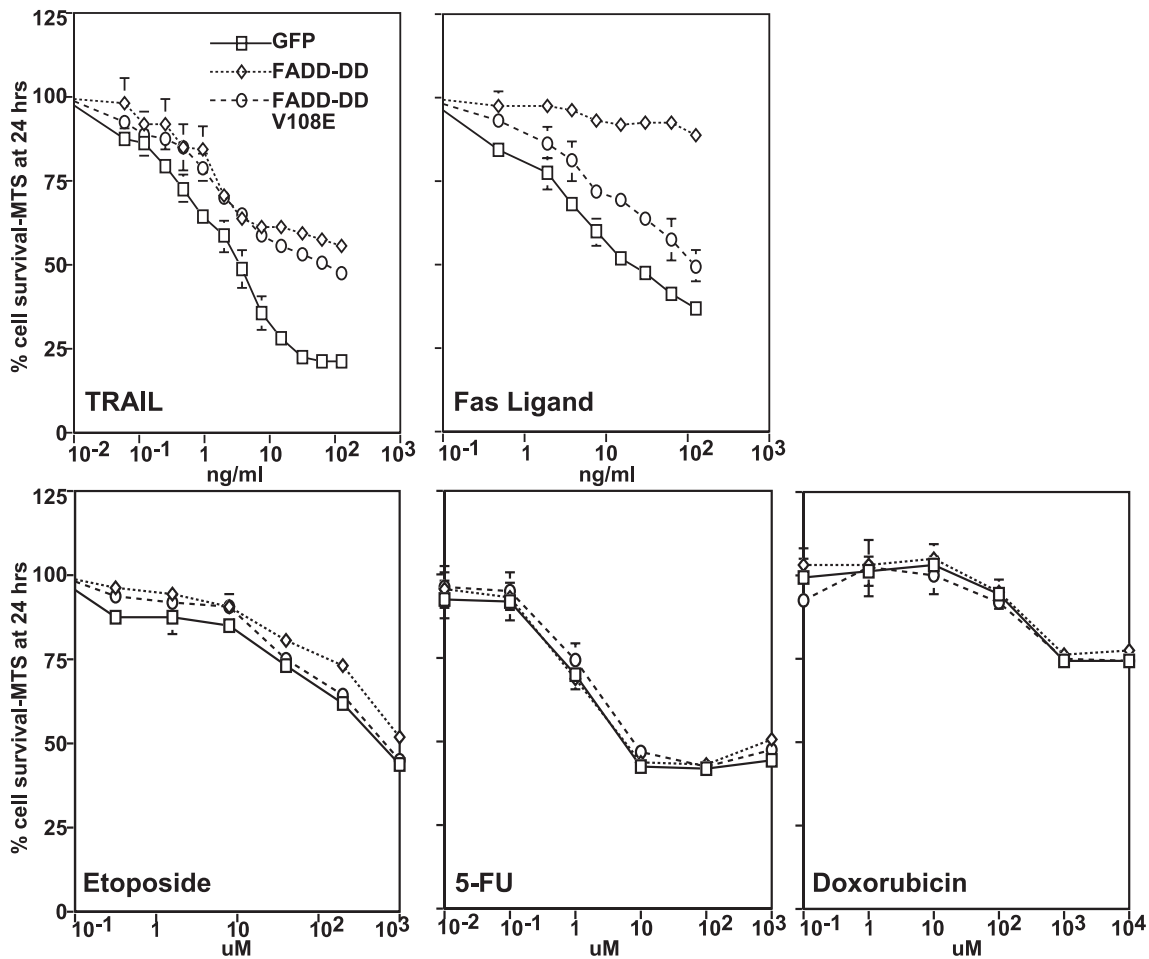 % cell survival-MTS at 24 hrs
125
100
75
50
25
0
GFP
FADD-DD
FADD-DD
V108E
TRAIL
10-2 10-1 1 10 102 103
ng/ml
Fas Ligand
10-1 1 10 102 103
ng/ml
% cell survival-MTS at 24 hrs
125
100
75
50
25
0
Etoposide
10-1 1 10 102 103
uM
5-FU
10-2 10-1 1 10 102 103
uM
Doxorubicin
10-1 1 10 102 103 104
uM